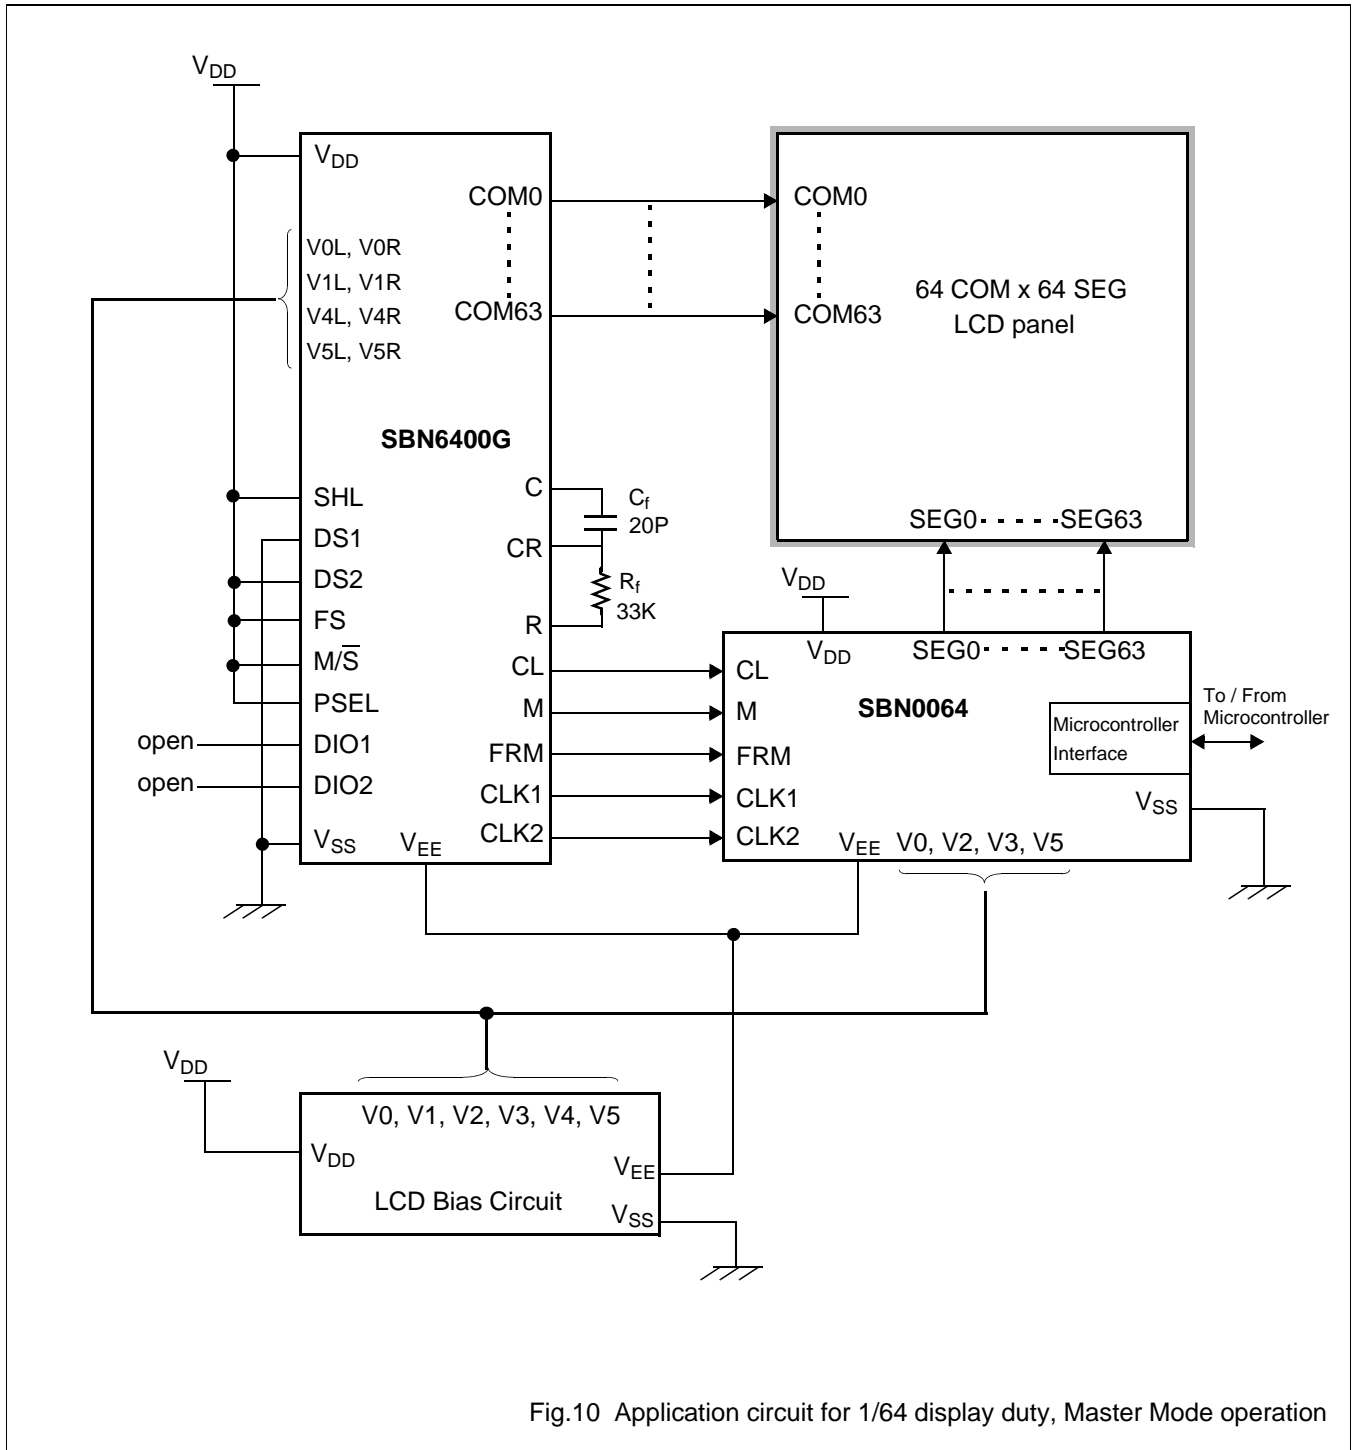 VDD
VDD
V0L, V0R
V1L, V1R
V4L, V4R
V5L, V5R
COM0
COM63
SBN6400G
SHL
DS1
DS2
FS
M/S̅
PSEL
DIO1
DIO2
VSS
VEE
open
open
C
CR
R
CL
M
FRM
CLK1
CLK2
Cf
20P
Rf
33K
COM0
COM63
64 COM x 64 SEG
LCD panel
SEG0 SEG63
VDD
VDD
SEG0 SEG63
CL
M
FRM
CLK1
CLK2
SBN0064
Microcontroller
Interface
To / From
Microcontroller
VSS
VEE
V0, V2, V3, V5
VDD
V0, V1, V2, V3, V4, V5
VDD
VEE
LCD Bias Circuit
VSS
Fig.10 Application circuit for 1/64 display duty, Master Mode operation